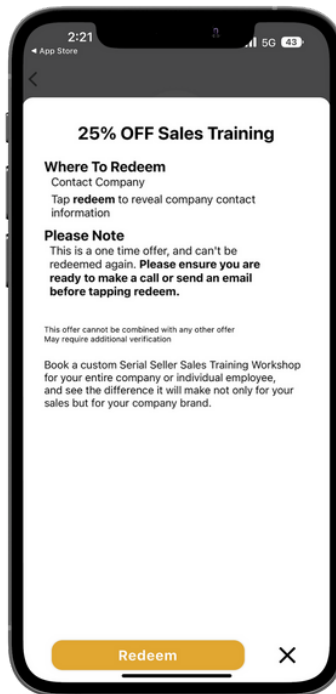 2:21
5G 43
◀ App Store
25% OFF Sales Training
Where To Redeem
Contact Company
Tap redeem to reveal company contact
information
Please Note
This is a one time offer, and can't be
redeemed again. Please ensure you are
ready to make a call or send an email
before tapping redeem.
This offer cannot be combined with any other offer
May require additional verification
Book a custom Serial Seller Sales Training Workshop
for your entire company or individual employee,
and see the difference it will make not only for your
sales but for your company brand.
Redeem